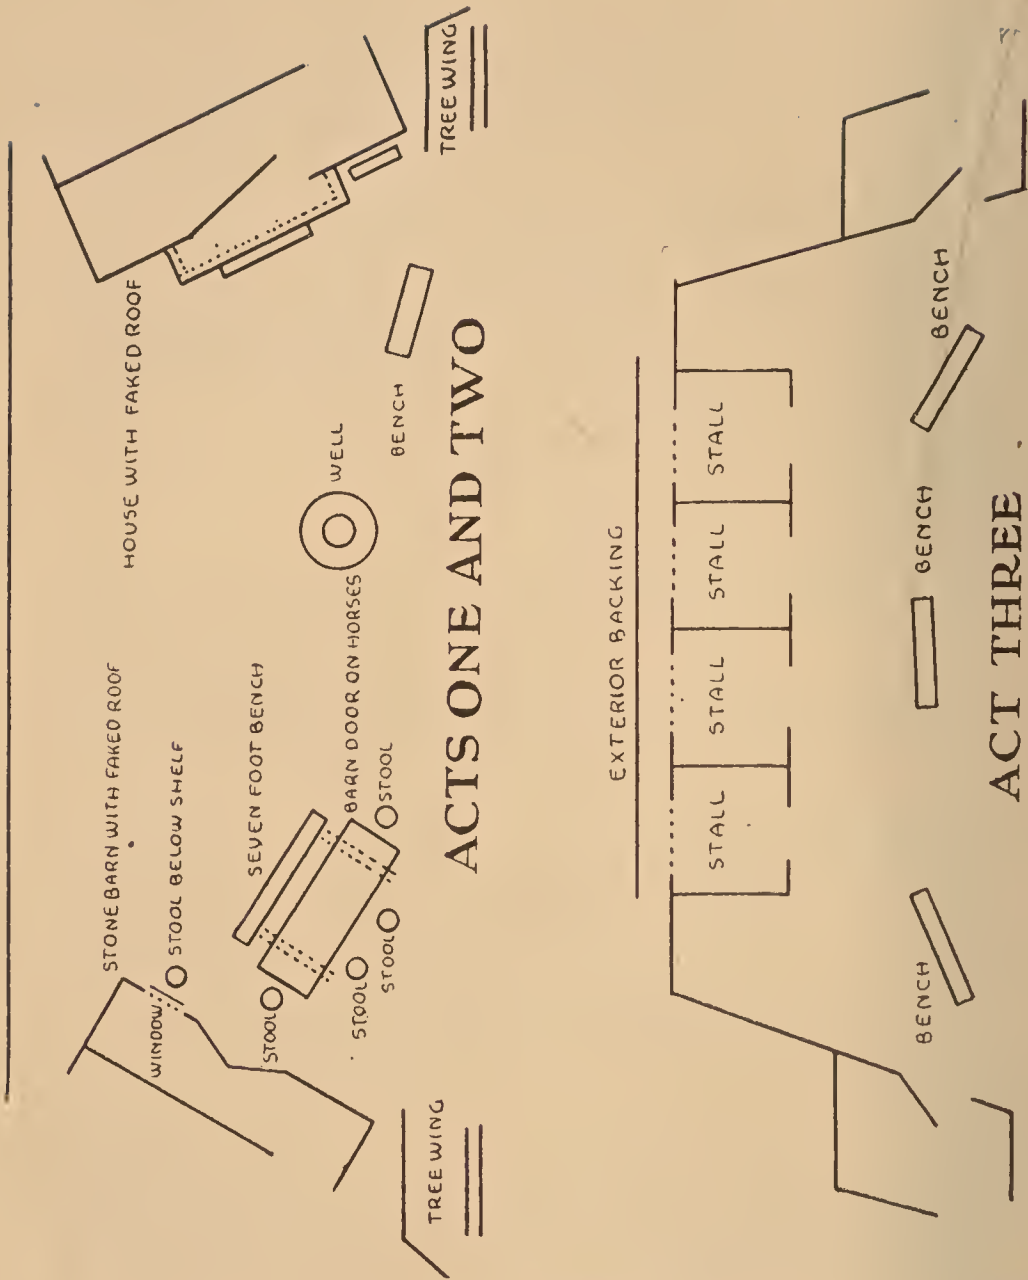 TREE WING
HOUSE WITH FAKED ROOF
STONE BARN WITH FAKED ROOF
WINDOW
STOOL BELOW SHELF
SEVEN FOOT BENCH
BARN DOOR ON HORSES
STOOL
STOOL
STOOL
STOOL
WELL
BENCH
TREE WING
ACTS ONE AND TWO
EXTERIOR BACKING
STALL
STALL
STALL
STALL
BENCH
BENCH
BENCH
ACT THREE